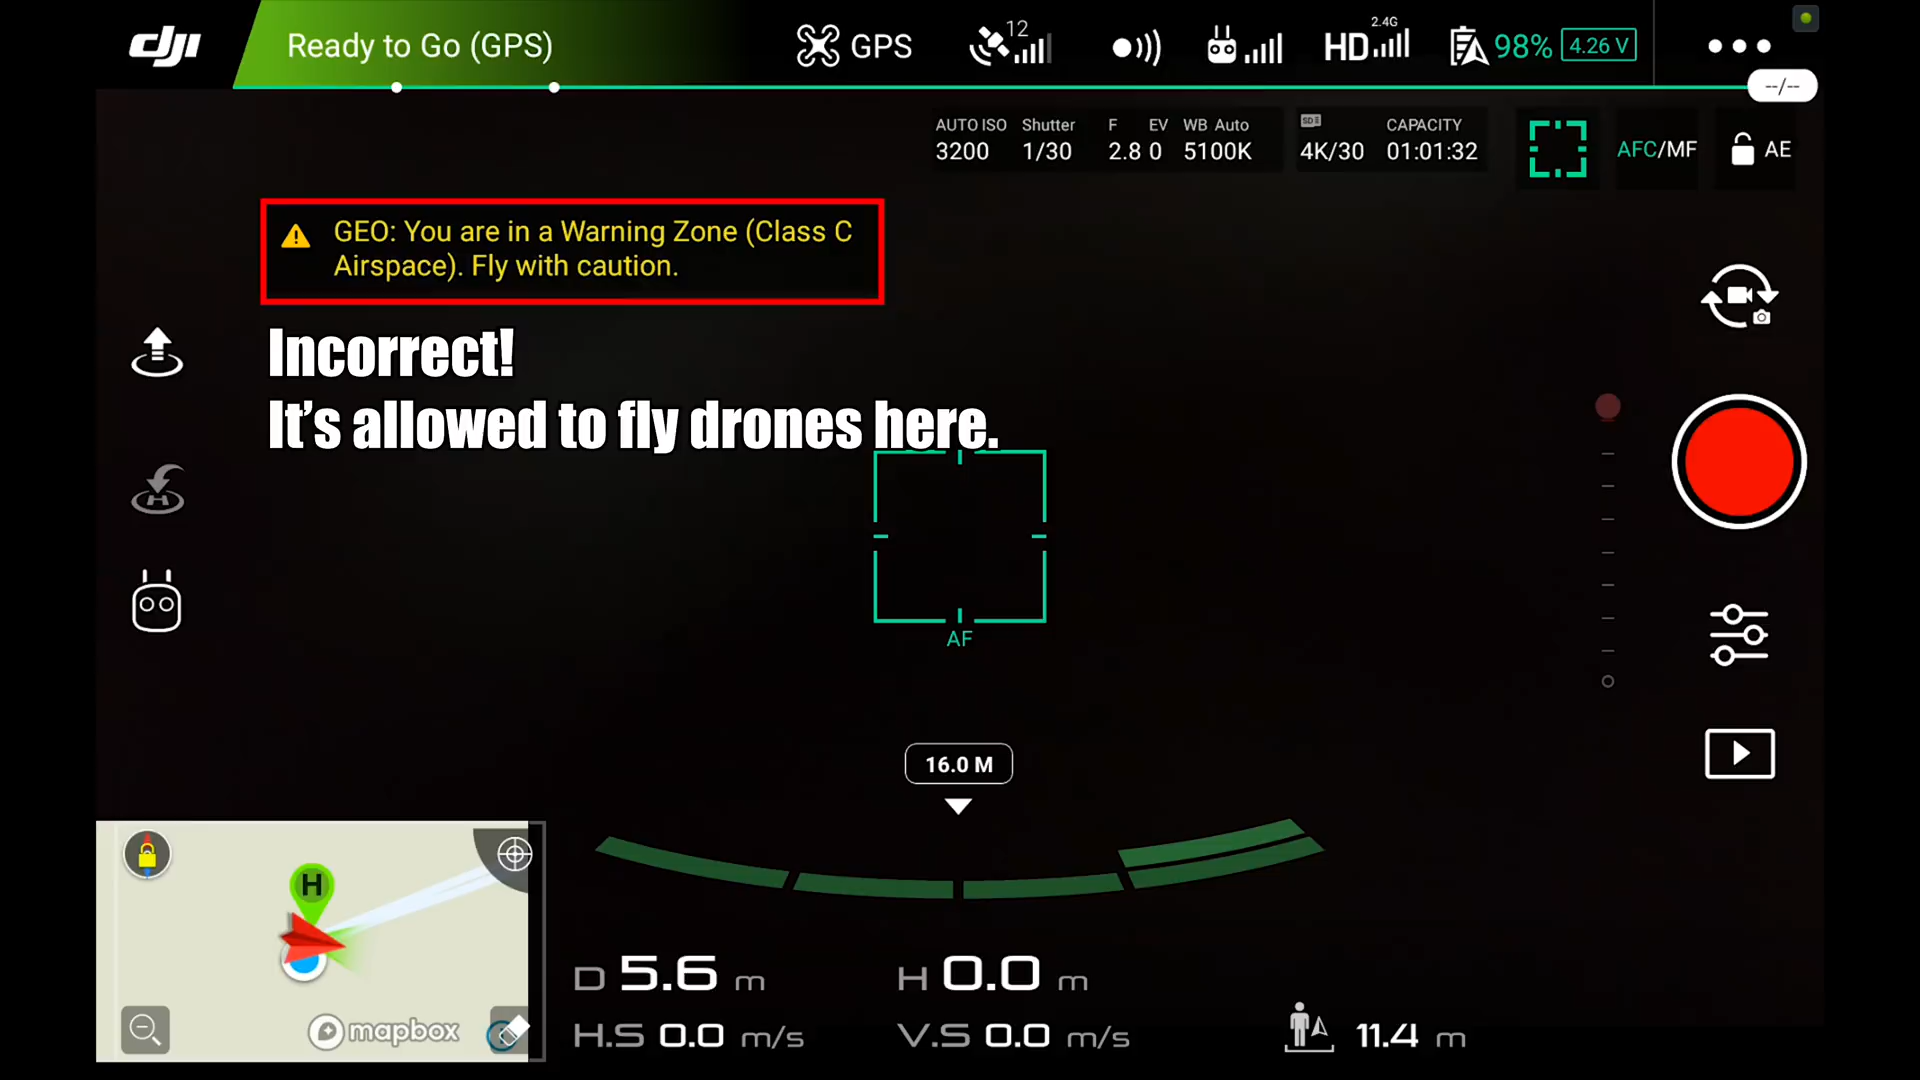 dji
Ready to Go (GPS)
GPS
12
2.4G
HD
98%
4.26 V
--/--
AUTO ISO
3200
Shutter
1/30
F
2.8
EV
0
WB Auto
5100K
SD
4K/30
CAPACITY
01:01:32
AFC/MF
AE
GEO: You are in a Warning Zone (Class C
Airspace). Fly with caution.
Incorrect!
It's allowed to fly drones here.
AF
16.0 M
H
H
mapbox
D 5.6 m
H 0.0 m
H.S 0.0 m/s
V.S 0.0 m/s
11.4 m